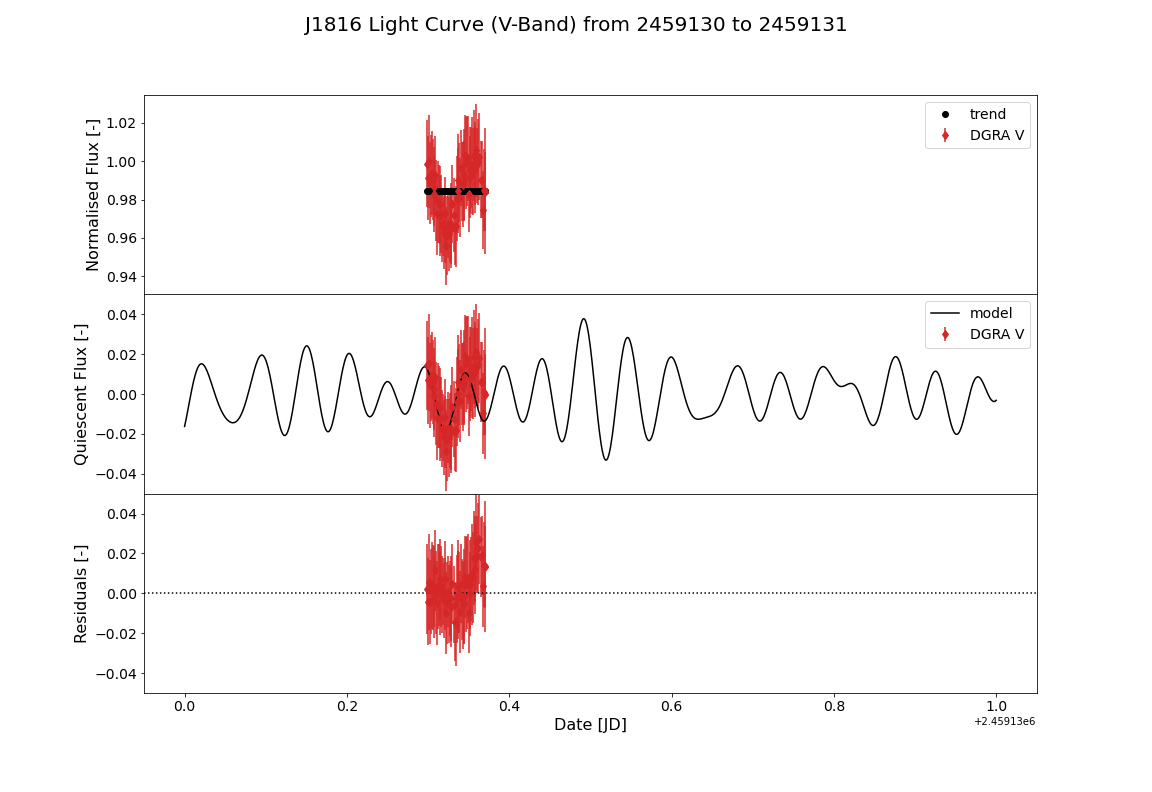 J1816 Light Curve (V-Band) from 2459130 to 2459131
Normalised Flux [-]
1.02
1.00
0.98
0.96
0.94
trend
DGRA V
Quiescent Flux [-]
0.04
0.02
0.00
−0.02
−0.04
model
DGRA V
Residuals [-]
0.04
0.02
0.00
−0.02
−0.04
0.0 0.2 0.4 0.6 0.8 1.0
+2.45913e6
Date [JD]